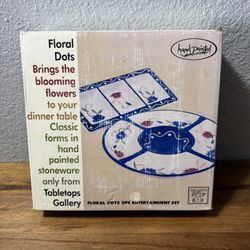 Floral
Dots
Brings the
blooming
flowers
to your
dinner table
Classic
forms in
hand
painted
stoneware
only from
Tabletops
Gallery
hand painted
FLORAL DOTS 2PC ENTERTAINMENT SET